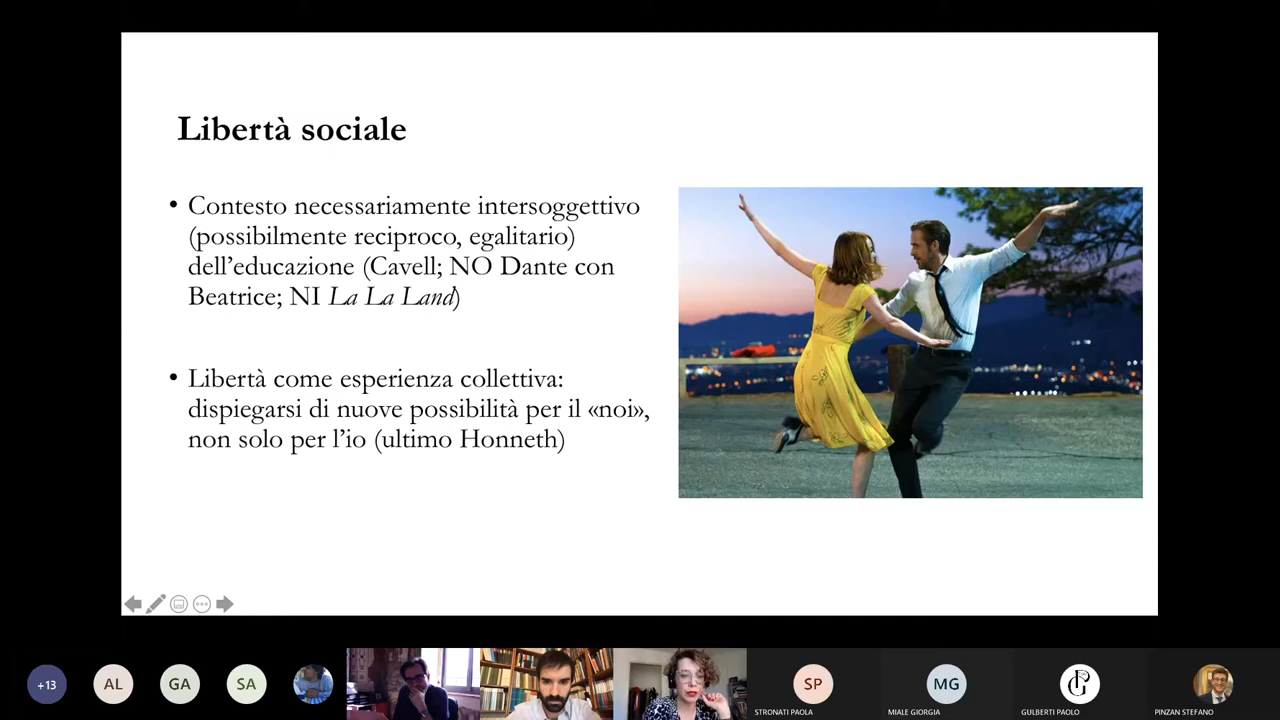 Libertà sociale
• Contesto necessariamente intersoggettivo
(possibilmente reciproco, egalitario)
dell’educazione (Cavell; NO Dante con
Beatrice; NI La La Land)
• Libertà come esperienza collettiva:
dispiegarsi di nuove possibilità per il «noi»,
non solo per l’io (ultimo Honneth)
+13
AL
GA
SA
SP
MG
STRONATI PAOLA
MIALE GIORGIA
GULBERTI PAOLO
PINZAN STEFANO